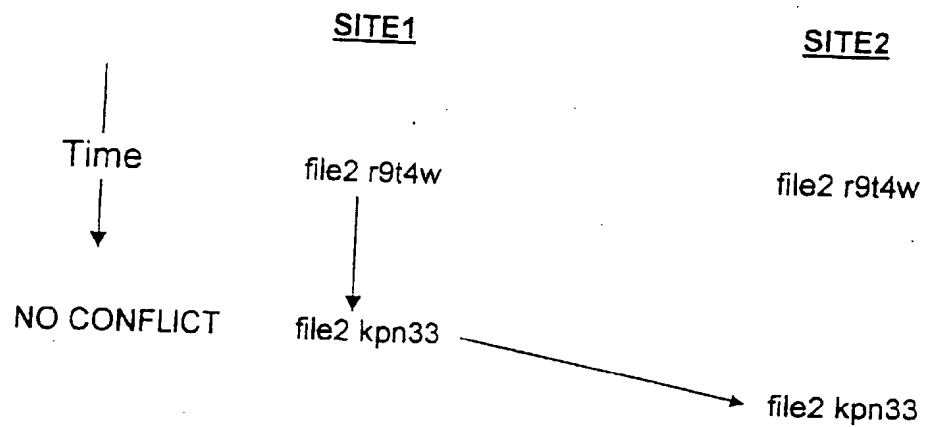 SITE1
SITE2
Time
file2 r9t4w
file2 r9t4w
NO CONFLICT
file2 kpn33
file2 kpn33